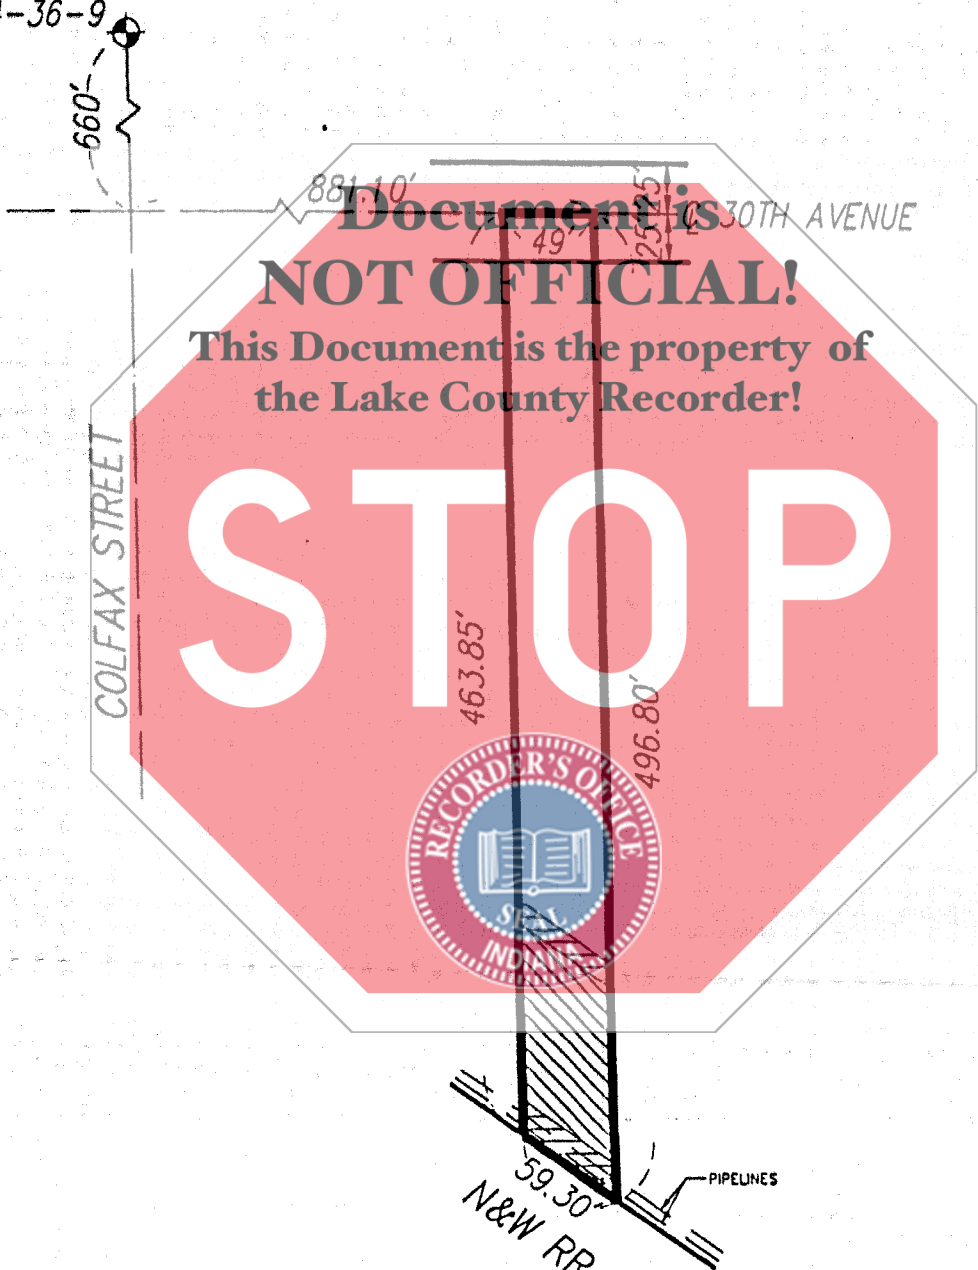 -36-9
660'
881.10'
Document is
25'
25'
℄ 30TH AVENUE
49'
NOT OFFICIAL!
This Document is the property of
the Lake County Recorder!
COLFAX STREET
STOP
463.85'
496.80'
RECORDER'S OFFICE
SEAL
INDIANA
59.30'
PIPELINES
N&W RR